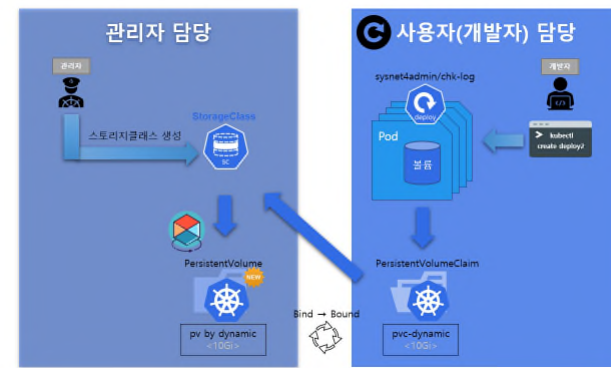 관리자 담당
관리자
스토리지클래스 생성
StorageClass
sc
PersistentVolume
NEW
pv by dynamic
<10Gi>
Bind → Bound
C 사용자(개발자) 담당
sysnet4admin/chk-log
개발자
deploy
Pod
볼륨
> kubectl
create deploy?
PersistentVolumeClaim
pvc-dynamic
<10Gi>